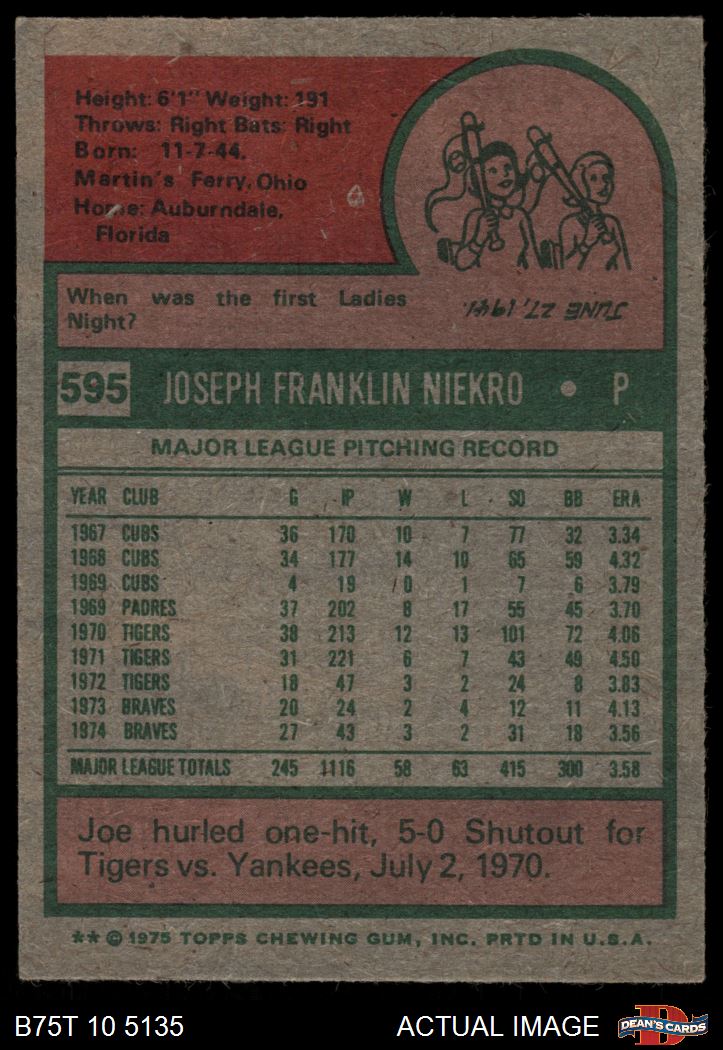 Height: 6'1" Weight: 191
Throws: Right Bats: Right
Born: 11-7-44.
Martin's Ferry, Ohio
Home: Auburndale,
Florida
When was the first Ladies
Night?
JUNE 27, 1941.
595 JOSEPH FRANKLIN NIEKRO • P
MAJOR LEAGUE PITCHING RECORD
YEAR CLUB G IP W L SO BB ERA
1967 CUBS 36 170 10 7 77 32 3.34
1968 CUBS 34 177 14 10 65 59 4.32
1969 CUBS 4 19 0 1 7 6 3.79
1969 PADRES 37 202 8 17 55 45 3.70
1970 TIGERS 38 213 12 13 101 72 4.06
1971 TIGERS 31 221 6 7 43 49 4.50
1972 TIGERS 18 47 3 2 24 8 3.83
1973 BRAVES 20 24 2 4 12 11 4.13
1974 BRAVES 27 43 3 2 31 18 3.56
MAJOR LEAGUE TOTALS 245 1116 58 63 415 300 3.58
Joe hurled one-hit, 5-0 Shutout for
Tigers vs. Yankees, July 2, 1970.
** © 1975 TOPPS CHEWING GUM, INC. PRTD IN U.S.A.
B75T 10 5135 ACTUAL IMAGE D DEAN'S CARDS